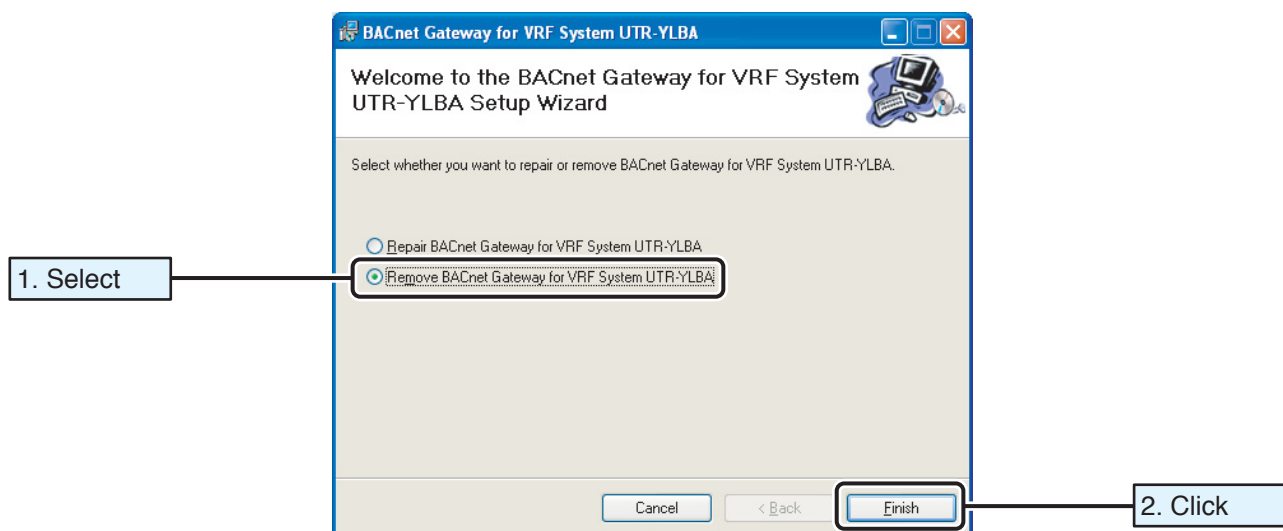 BACnet Gateway for VRF System UTR-YLBA
Welcome to the BACnet Gateway for VRF System
UTR-YLBA Setup Wizard
Select whether you want to repair or remove BACnet Gateway for VRF System UTR-YLBA.
Repair BACnet Gateway for VRF System UTR-YLBA
1. Select
Remove BACnet Gateway for VRF System UTR-YLBA
Cancel
< Back
Finish
2. Click